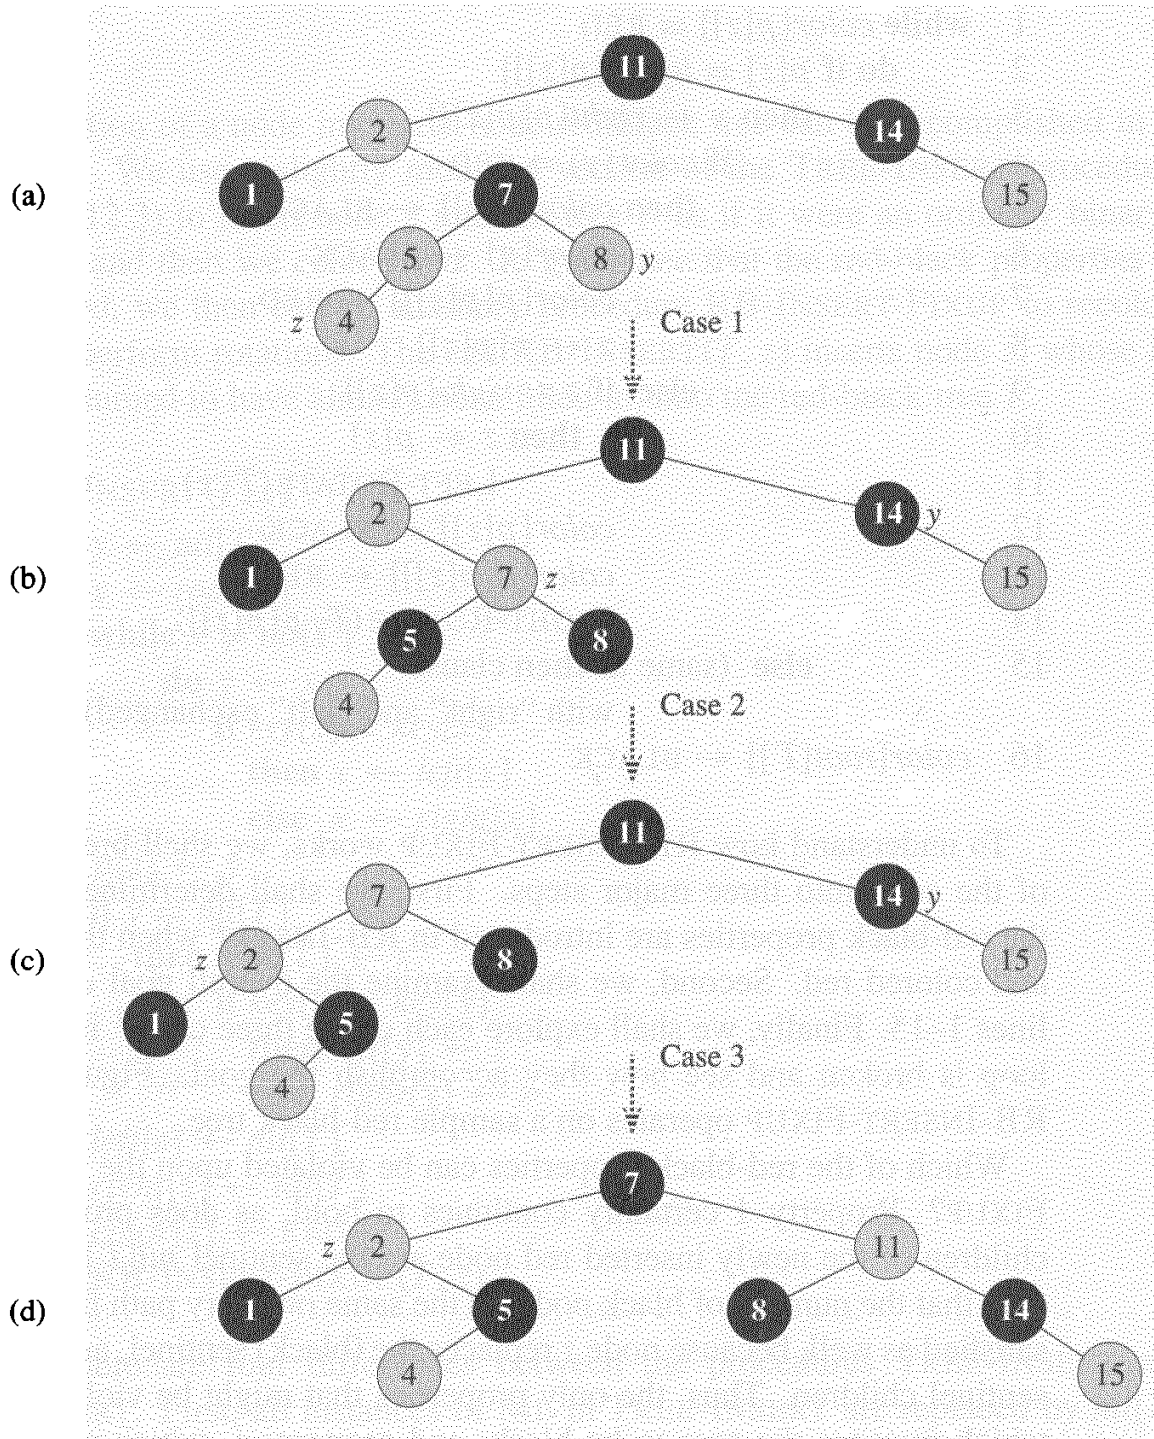 11
2 14
(a) 1 7 15
5 8 y
z 4 Case 1
11
2 14 y
(b) 1 7 z 15
5 8
4 Case 2
11
7 14 y
(c) z 2 8 15
1 5
Case 3
4
7
z 2 11
(d) 1 5 8 14
4 15